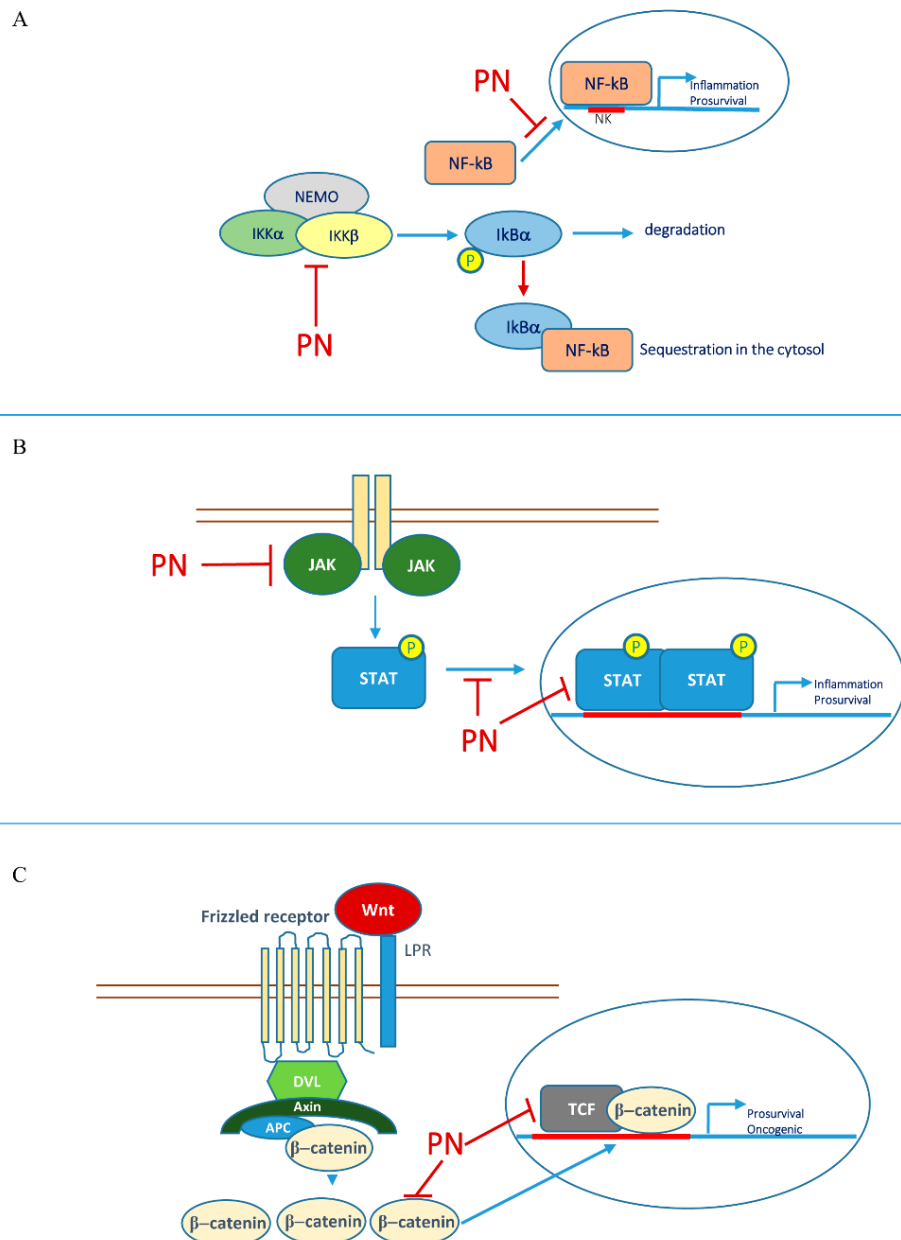 A
PN
NF-kB
Inflammation
Prosurvival
NK
NF-kB
NEMO
IKKα
IKKβ
IkBα
degradation
P
PN
IkBα
NF-kB
Sequestration in the cytosol
B
PN
JAK
JAK
P
STAT
P
P
STAT
STAT
Inflammation
Prosurvival
PN
C
Frizzled receptor
Wnt
LPR
DVL
Axin
APC
β–catenin
TCF
β–catenin
Prosurvival
Oncogenic
PN
β–catenin
β–catenin
β–catenin